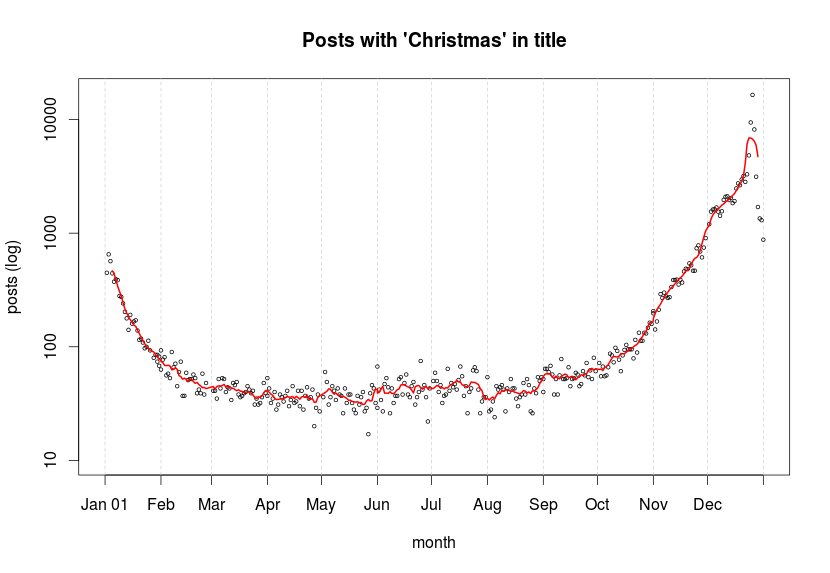 Posts with 'Christmas' in title
posts (log)
10000
1000
100
10
Jan 01 Feb Mar Apr May Jun Jul Aug Sep Oct Nov Dec
month